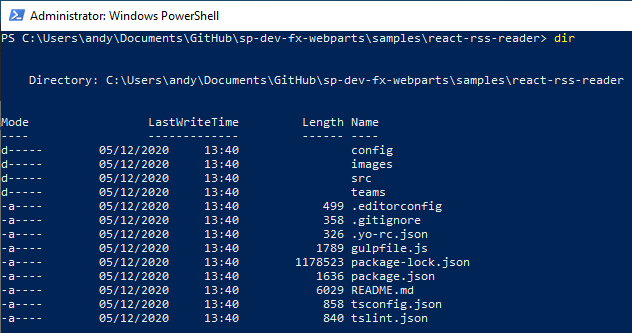 Administrator: Windows PowerShell
PS C:\Users\andy\Documents\GitHub\sp-dev-fx-webparts\samples\react-rss-reader> dir
Directory: C:\Users\andy\Documents\GitHub\sp-dev-fx-webparts\samples\react-rss-reader
Mode LastWriteTime Length Name
---- ------------- ------ ----
d----- 05/12/2020 13:40 config
d----- 05/12/2020 13:40 images
d----- 05/12/2020 13:40 src
d----- 05/12/2020 13:40 teams
-a---- 05/12/2020 13:40 499 .editorconfig
-a---- 05/12/2020 13:40 358 .gitignore
-a---- 05/12/2020 13:40 326 .yo-rc.json
-a---- 05/12/2020 13:40 1789 gulpfile.js
-a---- 05/12/2020 13:40 1178523 package-lock.json
-a---- 05/12/2020 13:40 1636 package.json
-a---- 05/12/2020 13:40 6029 README.md
-a---- 05/12/2020 13:40 858 tsconfig.json
-a---- 05/12/2020 13:40 840 tslint.json